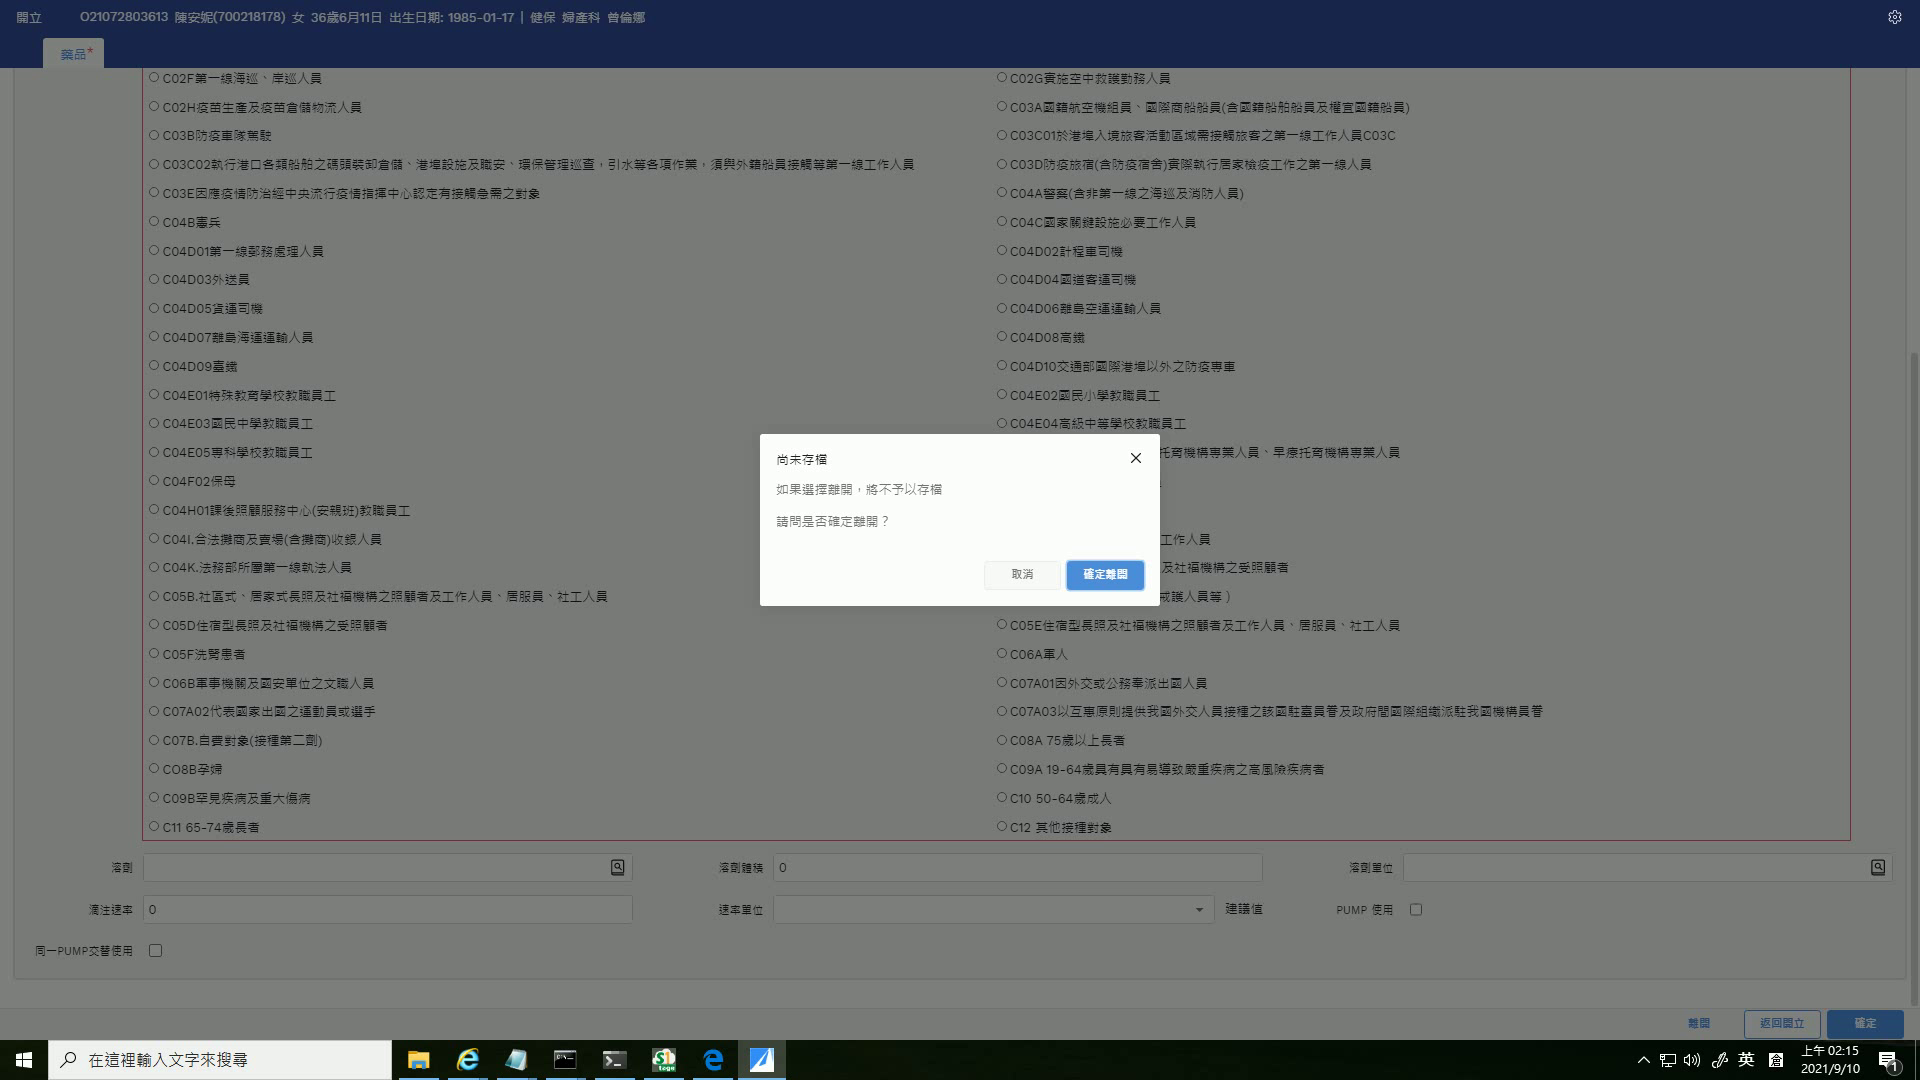 開立 O21072803613 陳安妮(700218178) 女 36歲6月11日 出生日期: 1985-01-17 | 健保 婦產科 曾倫娜
藥品*
C02F第一線海巡、岸巡人員
C02G實施空中救護勤務人員
C02H疫苗生產及疫苗倉儲物流人員
C03A國籍航空機組員、國際商船船員(含國籍船舶船員及權宜國籍船員)
C03B防疫車隊駕駛
C03C01於港埠入境旅客活動區域需接觸旅客之第一線工作人員C03C
C03C02執行港口各類船舶之碼頭裝卸倉儲、港埠設施及職安、環保管理巡查，引水等各項作業，須與外籍船員接觸等第一線工作人員
C03D防疫旅宿(含防疫宿舍)實際執行居家檢疫工作之第一線人員
C03E因應疫情防治經中央流行疫情指揮中心認定有接觸急需之對象
C04A警察(含非第一線之海巡及消防人員)
C04B憲兵
C04C國家關鍵設施必要工作人員
C04D01第一線郵務處理人員
C04D02計程車司機
C04D03外送員
C04D04國道客運司機
C04D05貨運司機
C04D06離島空運運輸人員
C04D07離島海運運輸人員
C04D08高鐵
C04D09臺鐵
C04D10交通部國際港埠以外之防疫專車
C04E01特殊教育學校教職員工
C04E02國民小學教職員工
C04E03國民中學教職員工
C04E04高級中等學校教職員工
C04E05專科學校教職員工
托育機構專業人員、早療托育機構專業人員
C04F02保母
C04H01課後照顧服務中心(安親班)教職員工
C04I.合法攤商及賣場(含攤商)收銀人員
工作人員
C04K.法務部所屬第一線執法人員
及社福機構之受照顧者
C05B.社區式、居家式長照及社福機構之照顧者及工作人員、居服員、社工人員
戒護人員等）
C05D住宿型長照及社福機構之受照顧者
C05E住宿型長照及社福機構之照顧者及工作人員、居服員、社工人員
C05F洗腎患者
C06A軍人
C06B軍事機關及國安單位之文職人員
C07A01因外交或公務奉派出國人員
C07A02代表國家出國之運動員或選手
C07A03以互惠原則提供我國外交人員接種之該國駐臺員眷及政府間國際組織派駐我國機構員眷
C07B.自費對象(接種第二劑)
C08A 75歲以上長者
CO8B孕婦
C09A 19-64歲具有具有易導致嚴重疾病之高風險疾病者
C09B罕見疾病及重大傷病
C10 50-64歲成人
C11 65-74歲長者
C12 其他接種對象
尚未存檔
如果選擇離開，將不予以存檔
請問是否確定離開？
取消 確定離開
溶劑 溶劑體積 0 溶劑單位
滴注速率 0 速率單位 建議值 PUMP 使用
同一PUMP交替使用
離開 返回開立 確定
在這裡輸入文字來搜尋
英
上午 02:15
2021/9/10
1